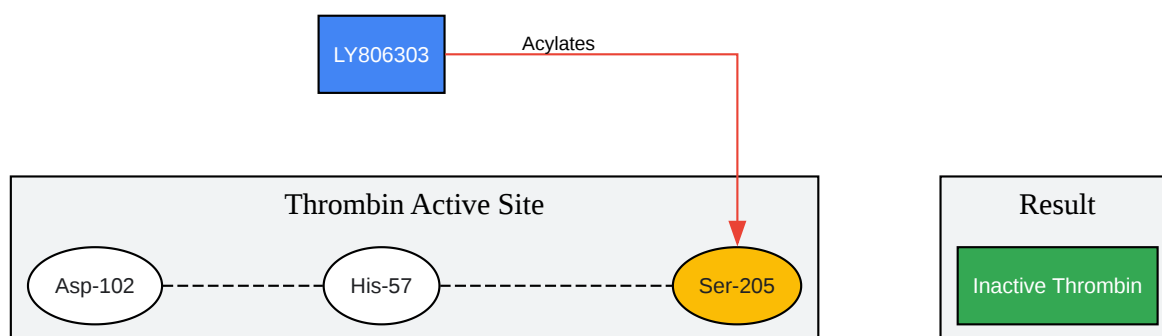 LY806303
Acylates
Thrombin Active Site
Result
Asp-102
His-57
Ser-205
Inactive Thrombin